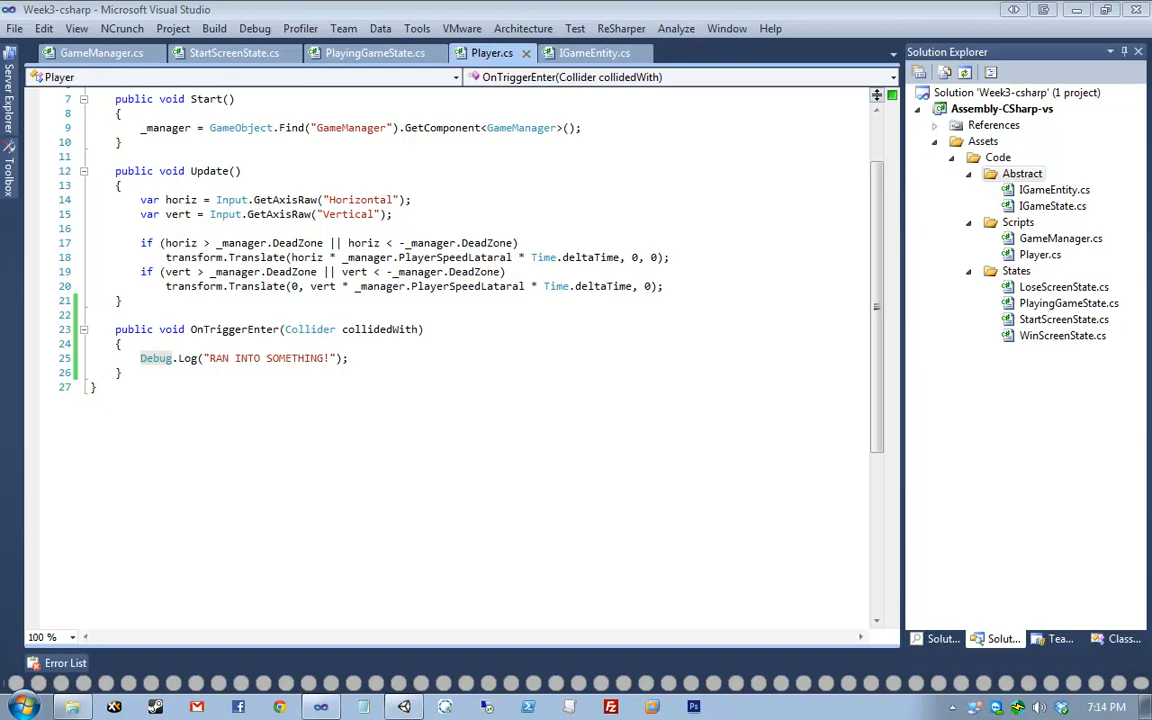 Week3-csharp - Microsoft Visual Studio
File Edit View NCrunch Project Build Debug Profiler Team Data Tools VMware Architecture Test ReSharper Analyze Window Help
GameManager.cs StartScreenState.cs PlayingGameState.cs Player.cs IGameEntity.cs
Player OnTriggerEnter(Collider collidedWith)
Server Explorer
Toolbox
7 public void Start()
8 {
9 _manager = GameObject.Find("GameManager").GetComponent<GameManager>();
10 }
11
12 public void Update()
13 {
14 var horiz = Input.GetAxisRaw("Horizontal");
15 var vert = Input.GetAxisRaw("Vertical");
16
17 if (horiz > _manager.DeadZone || horiz < -_manager.DeadZone)
18 transform.Translate(horiz * _manager.PlayerSpeedLataral * Time.deltaTime, 0, 0);
19 if (vert > _manager.DeadZone || vert < -_manager.DeadZone)
20 transform.Translate(0, vert * _manager.PlayerSpeedLataral * Time.deltaTime, 0);
21 }
22
23 public void OnTriggerEnter(Collider collidedWith)
24 {
25 Debug.Log("RAN INTO SOMETHING!");
26 }
27 }
100 %
Error List
Solution Explorer
Solution 'Week3-csharp' (1 project)
Assembly-CSharp-vs
References
Assets
Code
Abstract
IGameEntity.cs
IGameState.cs
Scripts
GameManager.cs
Player.cs
States
LoseScreenState.cs
PlayingGameState.cs
StartScreenState.cs
WinScreenState.cs
Solut... Solut... Tea... Class...
Ps
7:14 PM